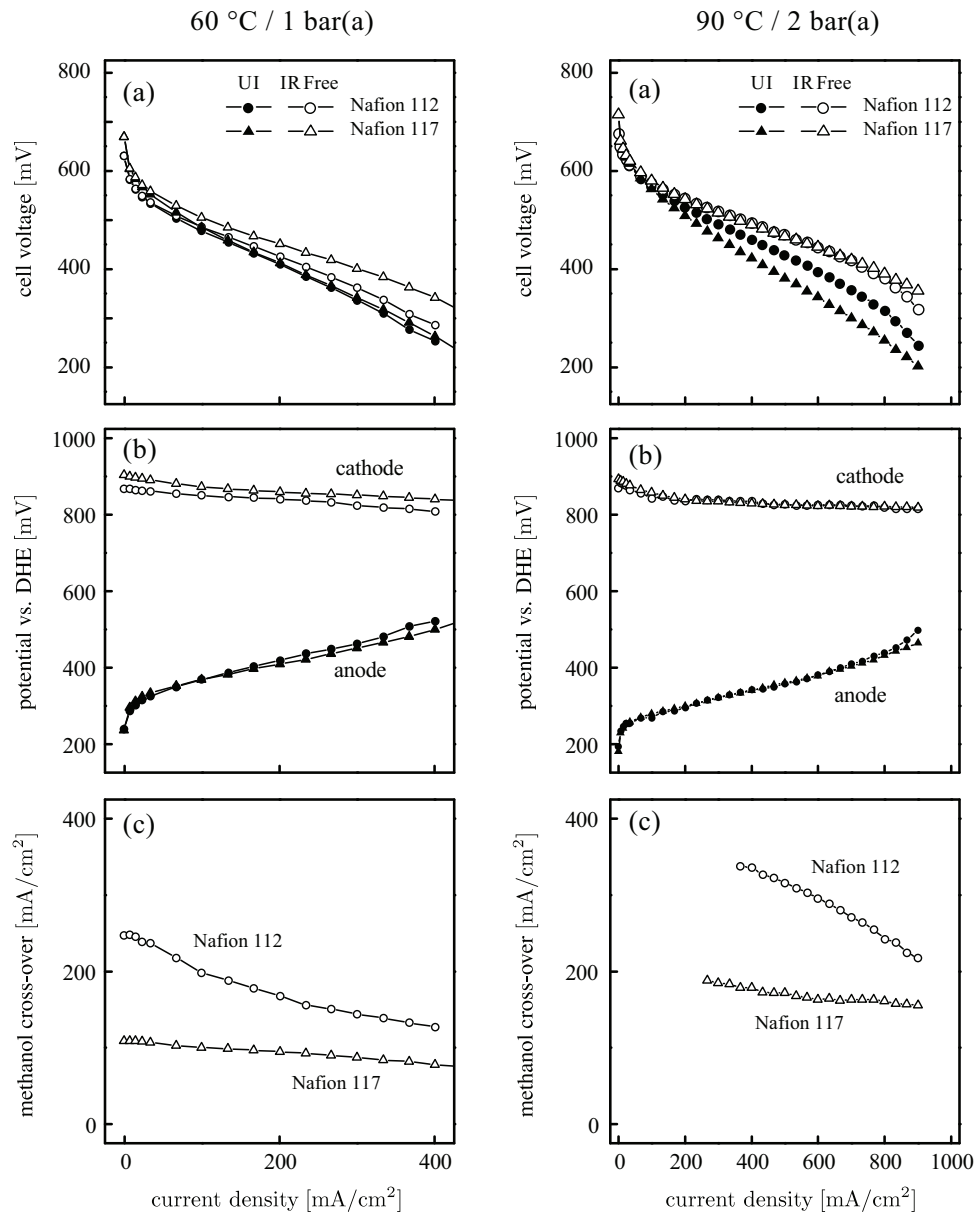 60 °C / 1 bar(a)
800
600
400
200
cell voltage [mV]
(a)
UI IR Free
Nafion 112
Nafion 117
1000
800
600
400
200
potential vs. DHE [mV]
(b)
cathode
anode
400
200
0
methanol cross-over [mA/cm²]
(c)
Nafion 112
Nafion 117
0 200 400
current density [mA/cm²]
90 °C / 2 bar(a)
800
600
400
200
cell voltage [mV]
(a)
UI IR Free
Nafion 112
Nafion 117
1000
800
600
400
200
potential vs. DHE [mV]
(b)
cathode
anode
400
200
0
methanol cross-over [mA/cm²]
(c)
Nafion 112
Nafion 117
0 200 400 600 800 1000
current density [mA/cm²]